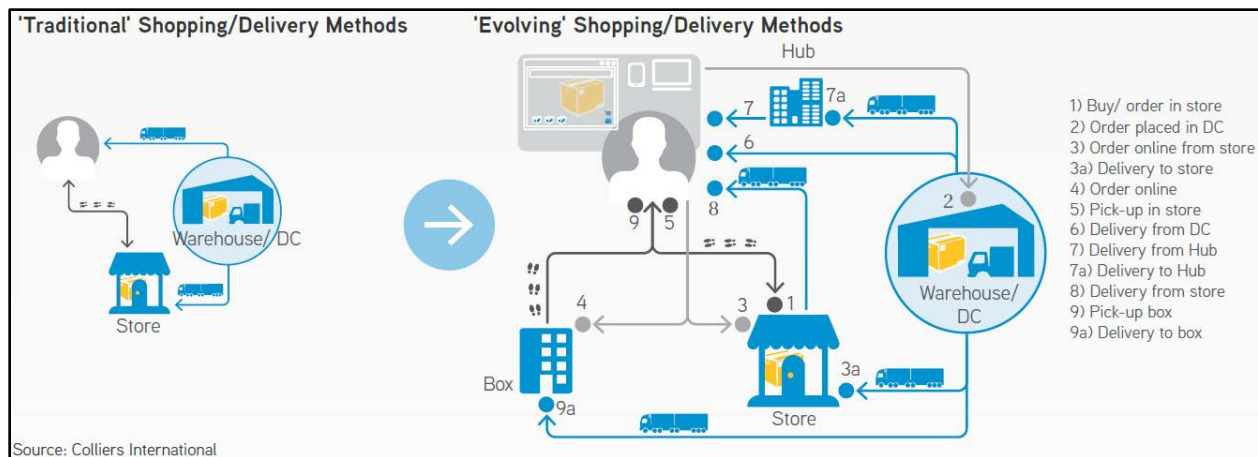 'Traditional' Shopping/Delivery Methods
Warehouse/ DC
Store
'Evolving' Shopping/Delivery Methods
Hub
7
7a
6
8
9
5
2
Warehouse/
DC
4
3
1
Box
9a
Store
3a
1) Buy/ order in store
2) Order placed in DC
3) Order online from store
3a) Delivery to store
4) Order online
5) Pick-up in store
6) Delivery from DC
7) Delivery from Hub
7a) Delivery to Hub
8) Delivery from store
9) Pick-up box
9a) Delivery to box
Source: Colliers International